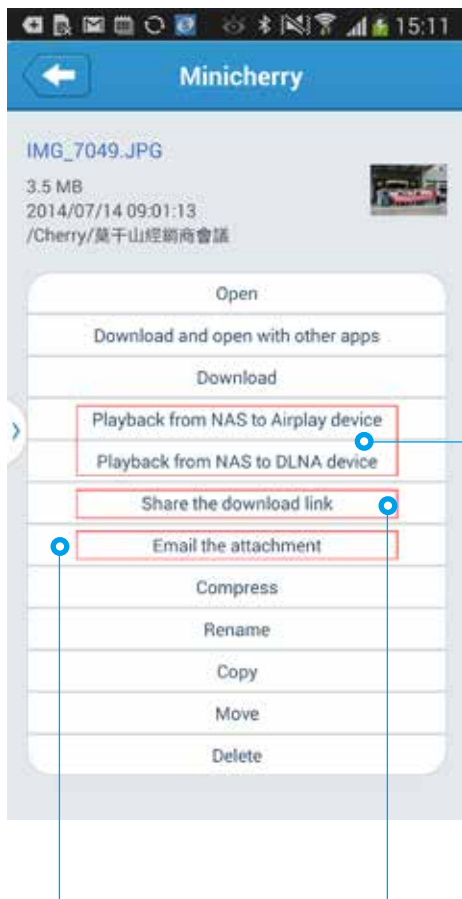 15:11
Minicherry
IMG_7049.JPG
3.5 MB
2014/07/14 09:01:13
/Cherry/莫干山經銷商會議
Open
Download and open with other apps
Download
Playback from NAS to Airplay device
Playback from NAS to DLNA device
Share the download link
Email the attachment
Compress
Rename
Copy
Move
Delete